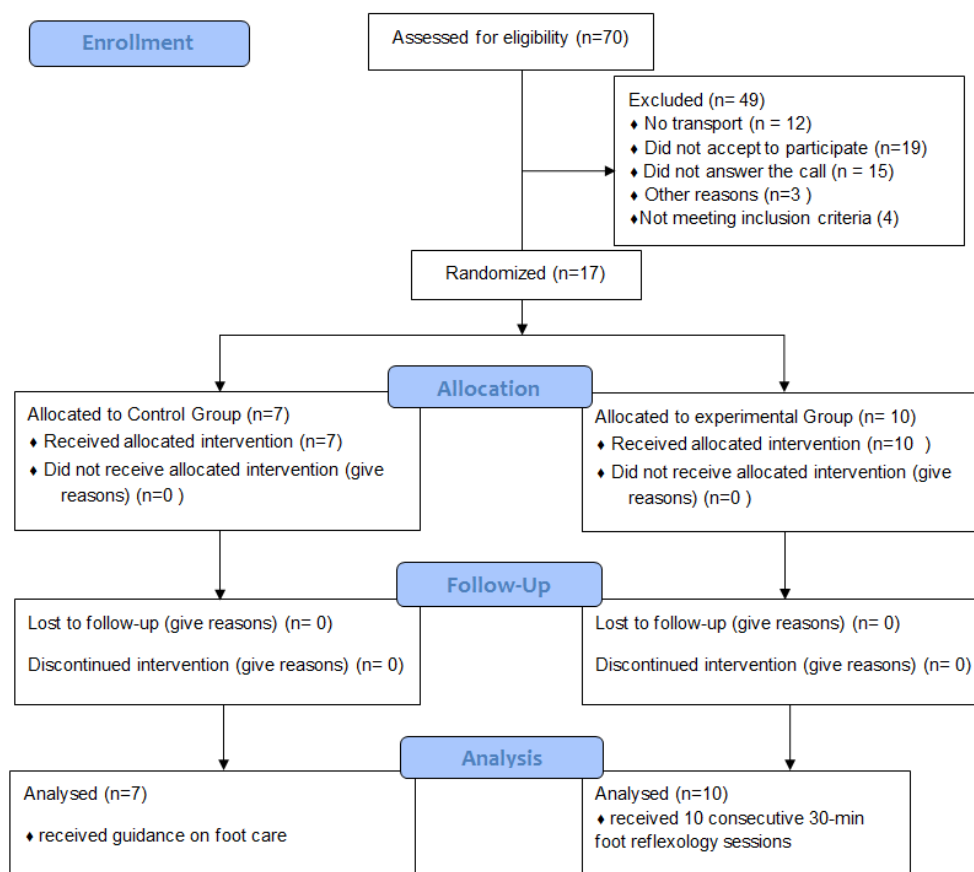 Enrollment
Assessed for eligibility (n=70)
Excluded (n= 49)
♦ No transport (n = 12)
♦ Did not accept to participate (n=19)
♦ Did not answer the call (n = 15)
♦ Other reasons (n=3 )
♦Not meeting inclusion criteria (4)
Randomized (n=17)
Allocation
Allocated to Control Group (n=7)
♦ Received allocated intervention (n=7)
♦ Did not receive allocated intervention (give
reasons) (n=0 )
Allocated to experimental Group (n= 10)
♦ Received allocated intervention (n=10 )
♦ Did not receive allocated intervention (give
reasons) (n=0 )
Follow-Up
Lost to follow-up (give reasons) (n= 0)
Discontinued intervention (give reasons) (n= 0)
Lost to follow-up (give reasons) (n= 0)
Discontinued intervention (give reasons) (n= 0)
Analysis
Analysed (n=7)
♦ received guidance on foot care
Analysed (n=10)
♦ received 10 consecutive 30-min
foot reflexology sessions